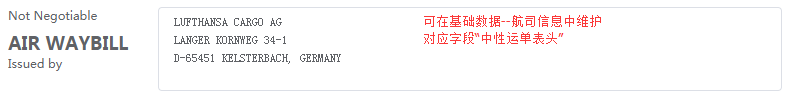 Not Negotiable
AIR WAYBILL
Issued by
LUFTHANSA CARGO AG
LANGER KORNWEG 34-1
D-65451 KELSTERBACH, GERMANY
可在基础数据--航司信息中维护
对应字段“中性运单表头”